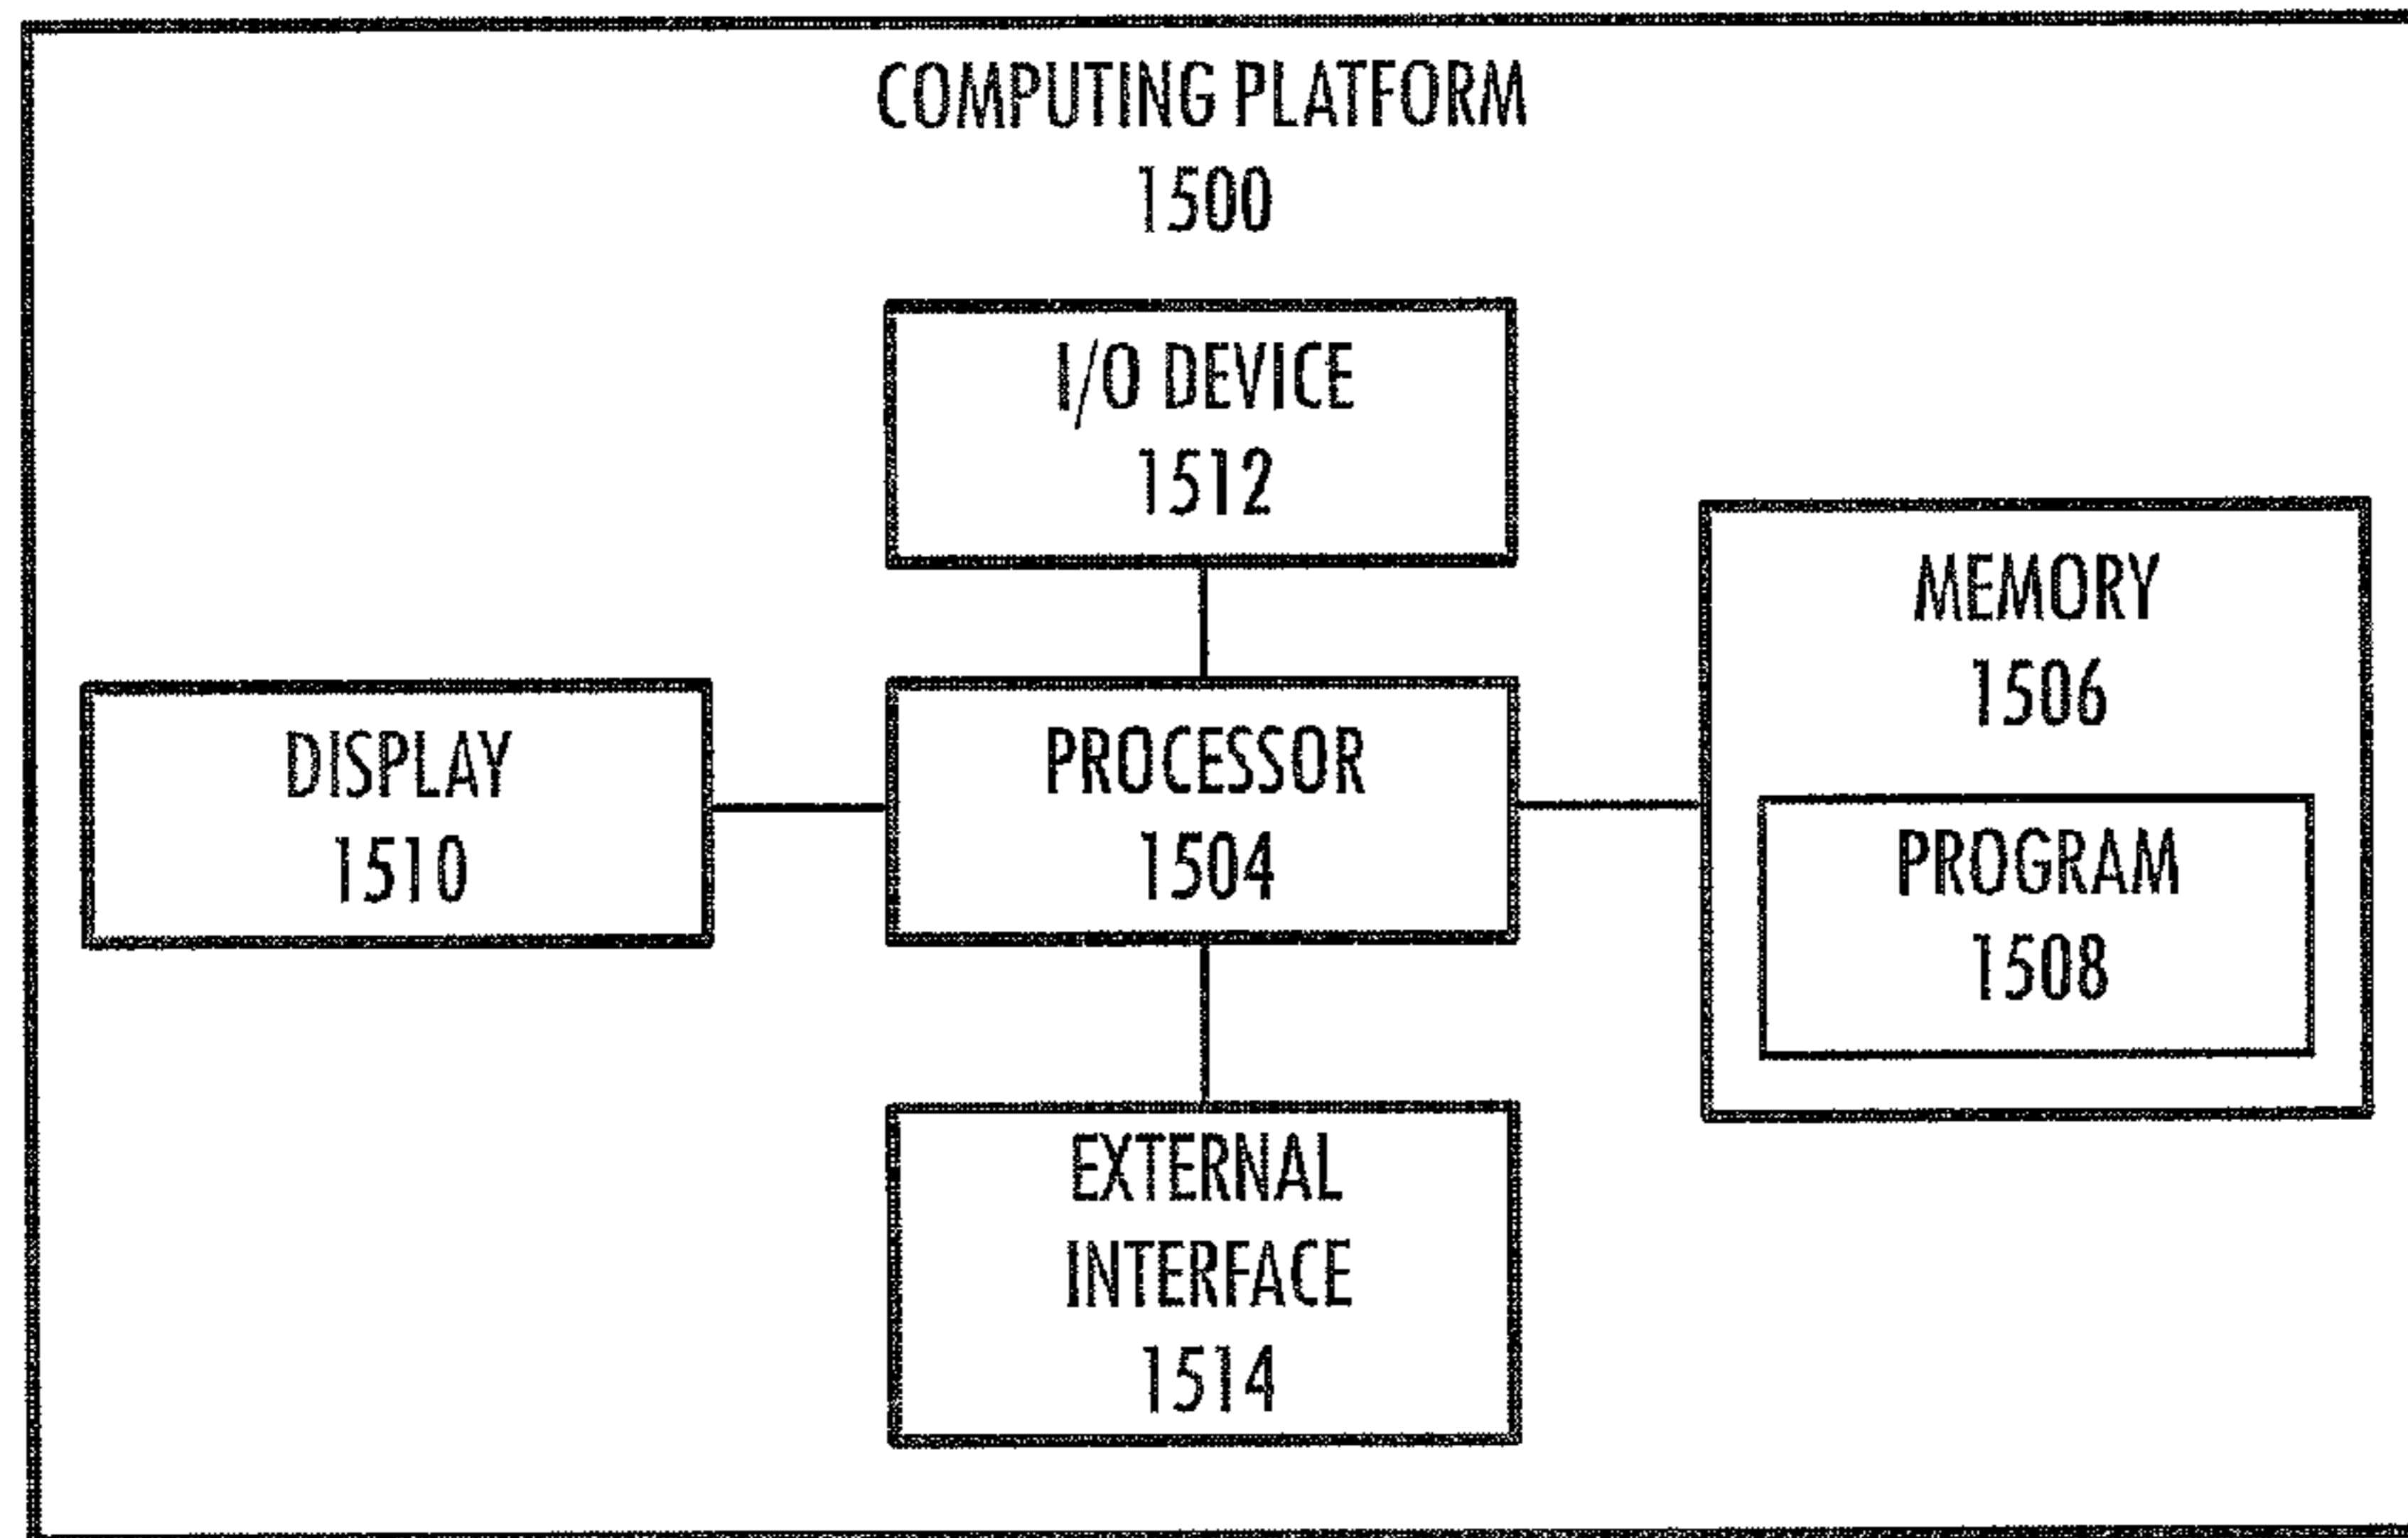 COMPUTING PLATFORM
1500
I/O DEVICE
1512
MEMORY
1506
DISPLAY
1510
PROCESSOR
1504
PROGRAM
1508
EXTERNAL
INTERFACE
1514